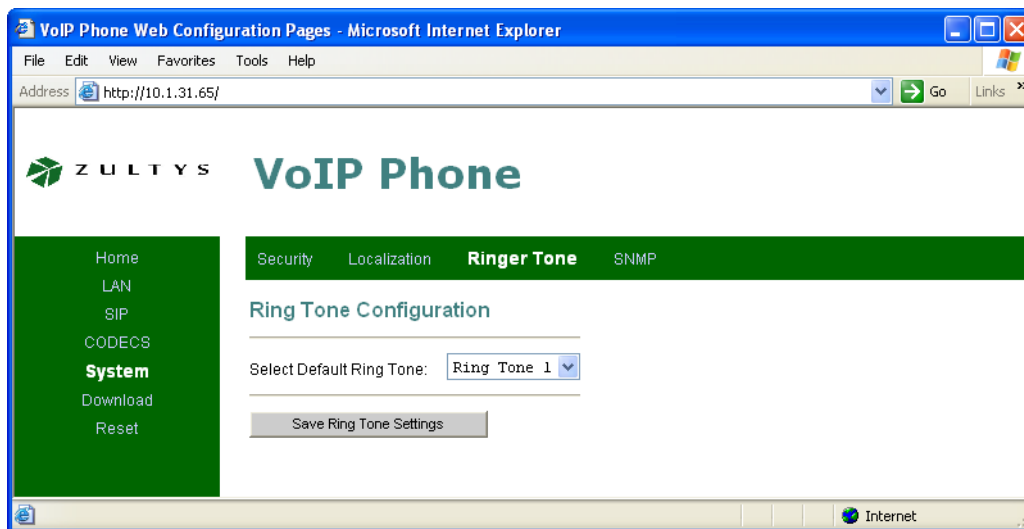 VoIP Phone Web Configuration Pages - Microsoft Internet Explorer
File Edit View Favorites Tools Help
Address http://10.1.31.65/ Go Links »
ZULTYS
VoIP Phone
Home
LAN
SIP
CODECS
System
Download
Reset
Security Localization Ringer Tone SNMP
Ring Tone Configuration
Select Default Ring Tone: Ring Tone 1
Save Ring Tone Settings
Internet